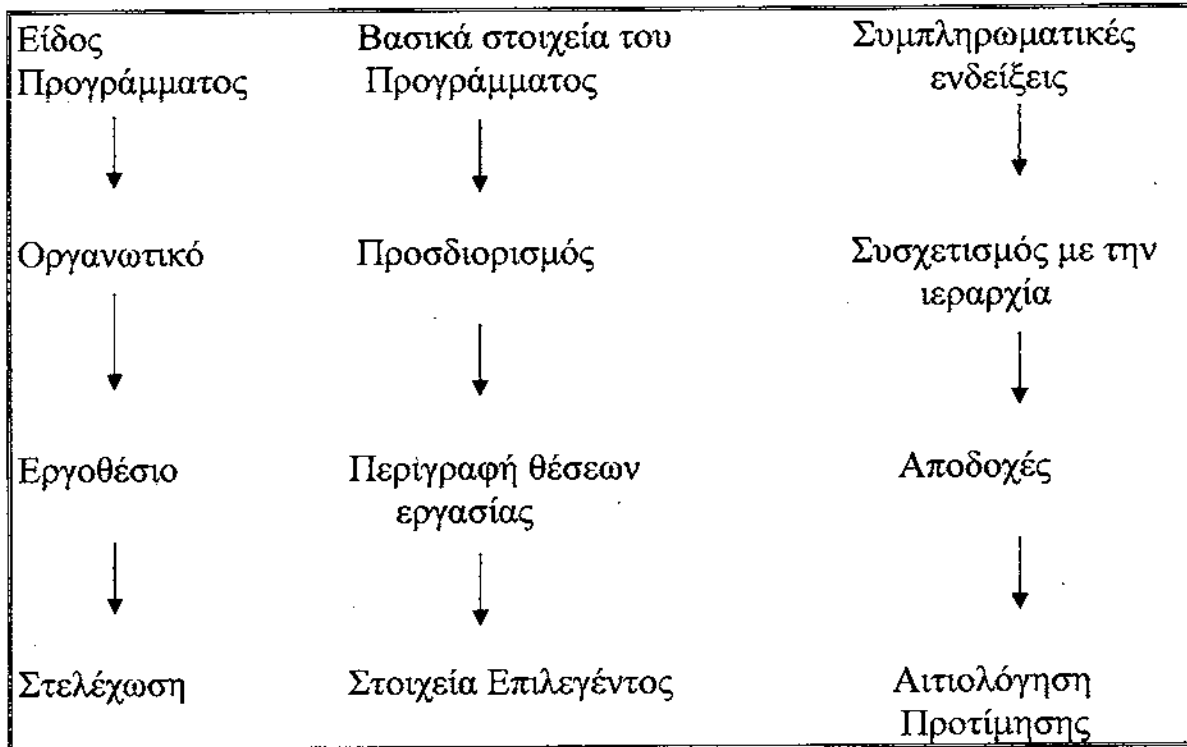 Είδος
Προγράμματος
Βασικά στοιχεία του
Προγράμματος
Συμπληρωματικές
ενδείξεις
Οργανωτικό
Προσδιορισμός
Συσχετισμός με την
ιεραρχία
Εργοθέσιο
Περιγραφή θέσεων
εργασίας
Αποδοχές
Στελέχωση
Στοιχεία Επιλεγέντος
Αιτιολόγηση
Προτίμησης